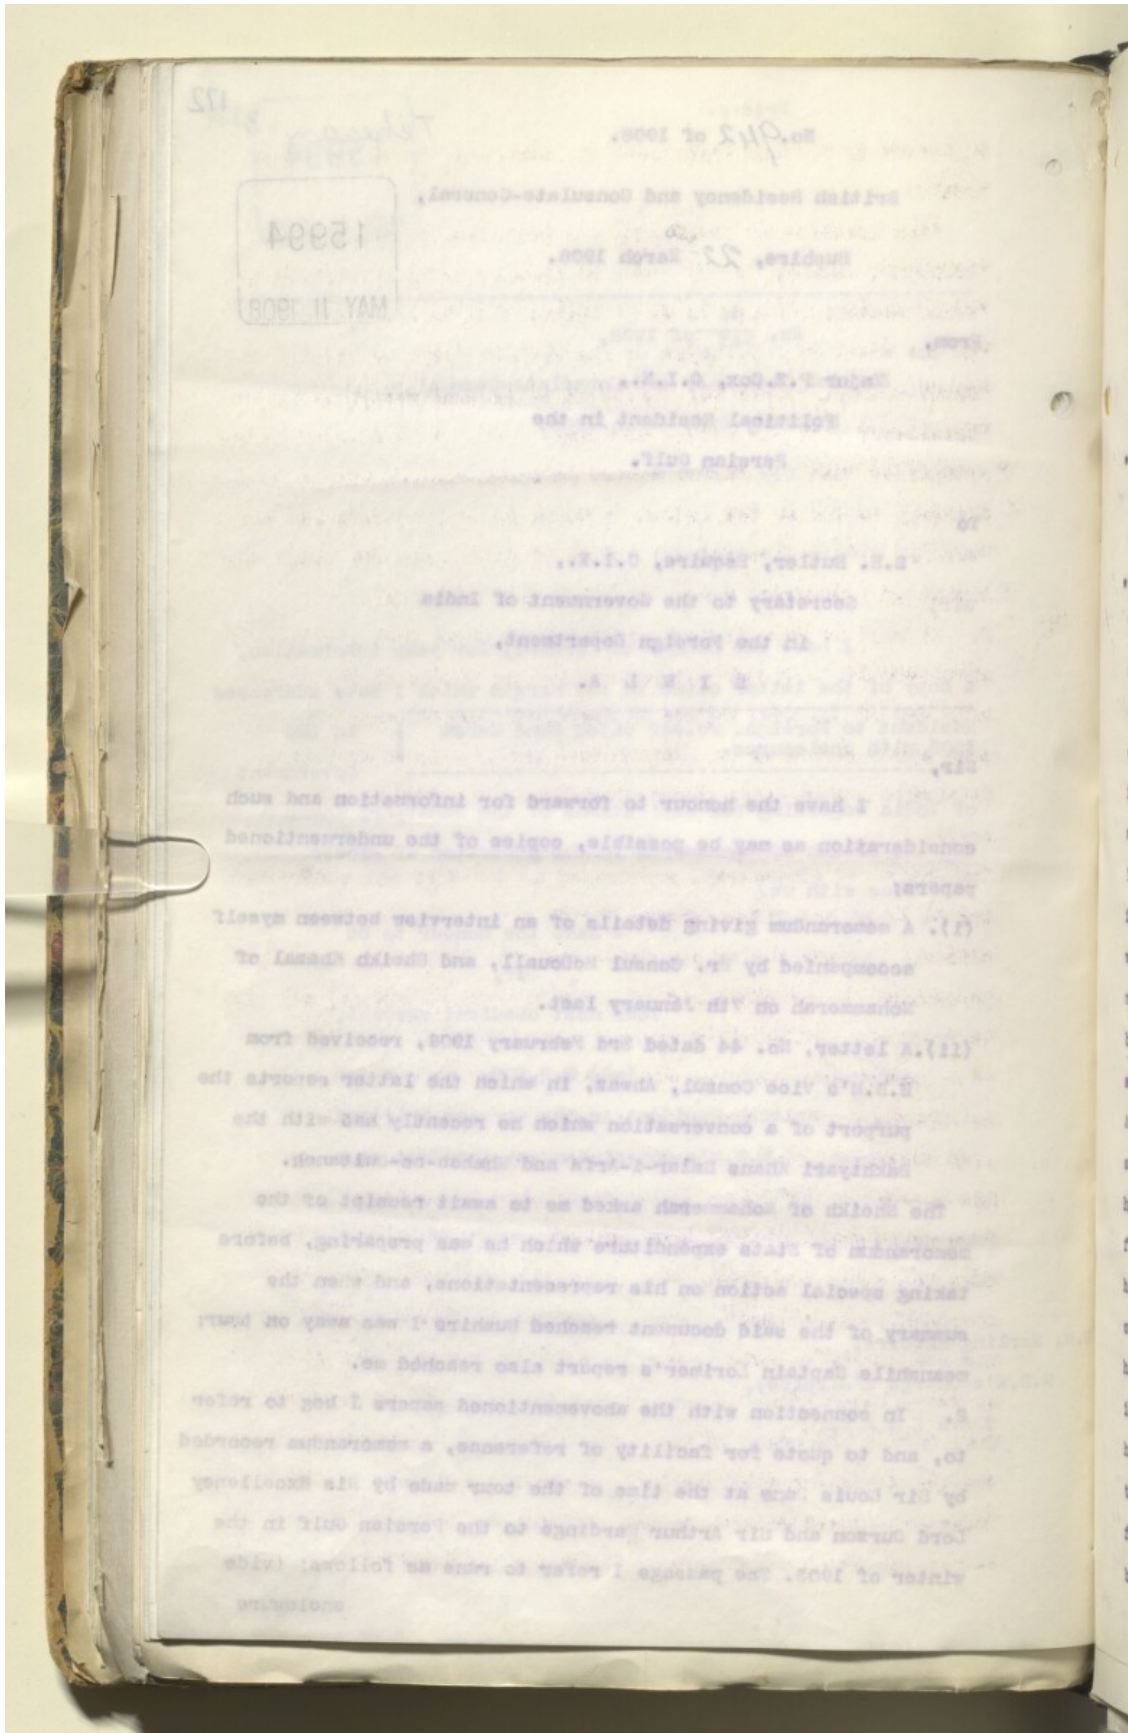 172
Tehran
No. 942 of 1908.
British Residency and Consulate-General,
15994
Bushire, 22 March 1908.
MAY 11 1908
From,
Major P.Z.Cox, C.I.E.,
Political Resident in the
Persian Gulf.
To
S.H. Butler, Esquire, C.I.E.,
Secretary to the Government of India
in the Foreign Department,
Sir,
I have the honour to forward for information and such
consideration as may be possible, copies of the undermentioned
papers;
(i). A memorandum giving details of an interview between myself
accompanied by Mr. Consul McDouall, and Sheikh Khazal of
Mohammerah on 7th January last.
(ii).A letter, No. 44 dated 3rd February 1908, received from
H.B.M's Vice Consul, Ahwaz, in which the latter reports the
purport of a conversation which he recently had with the
Bakhtyari Khans Salar-i-Arfa and Shahab-es-Sultaneh.
The Sheikh of Mohammerah asked me to await receipt of the
memorandum of State expenditure which he was preparing, before
taking special action on his representations, and when the
summary of the said document reached Bushire I was away on tour;
meanwhile Captain Lorimer's report also reached me.
2. In connection with the abovementioned papers I beg to refer
to, and to quote for facility of reference, a memorandum recorded
by Sir Louis Dane at the time of the tour made by His Excellency
Lord Curzon and Sir Arthur Hardinge to the Persian Gulf in the
winter of 1903. The passage I refer to runs as follows; (vide
enclosure